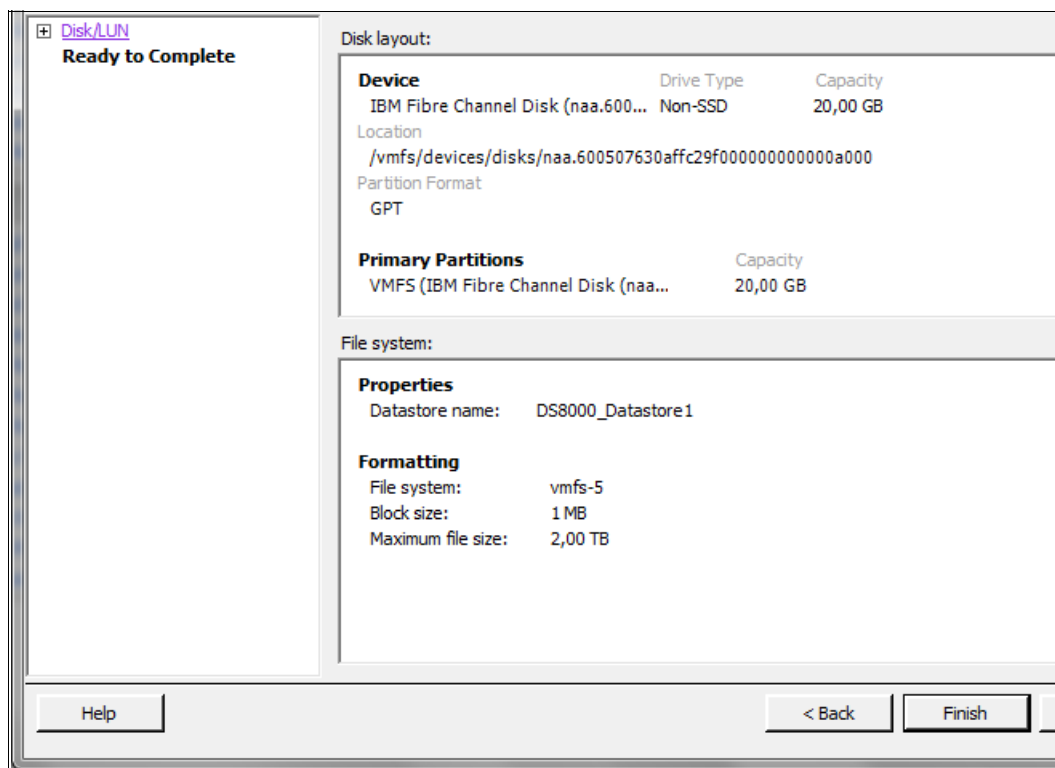 Disk/LUN
Ready to Complete
Disk layout:
Device Drive Type Capacity
IBM Fibre Channel Disk (naa.600... Non-SSD 20,00 GB
Location
/vmfs/devices/disks/naa.600507630affc29f000000000000a000
Partition Format
GPT
Primary Partitions Capacity
VMFS (IBM Fibre Channel Disk (naa... 20,00 GB
File system:
Properties
Datastore name: DS8000_Datastore1
Formatting
File system: vmfs-5
Block size: 1 MB
Maximum file size: 2,00 TB
Help < Back Finish